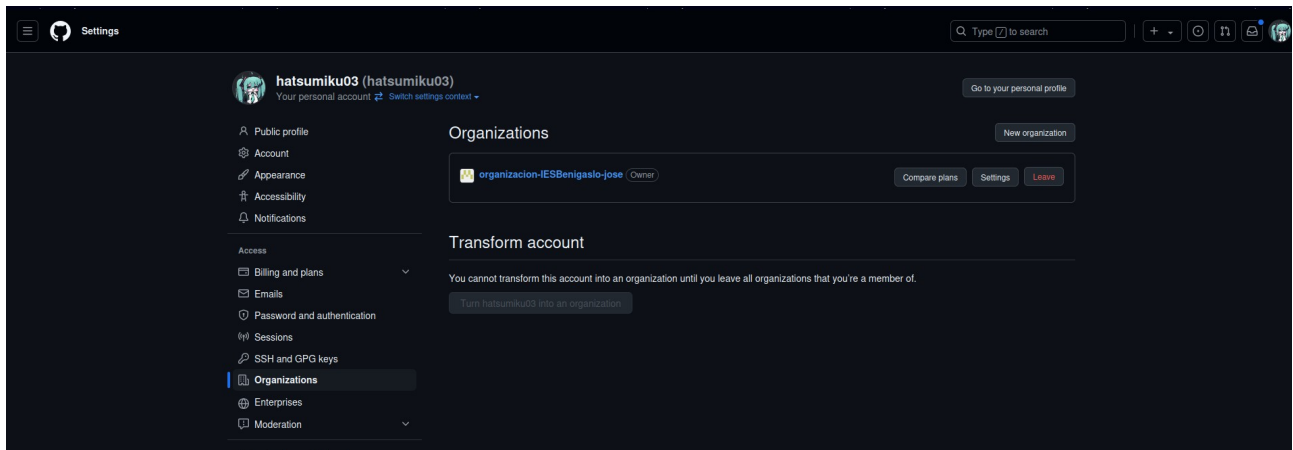 Settings
Type / to search
hatsumiku03 (hatsumiku03)
Your personal account Switch settings context
Go to your personal profile
Public profile
Account
Appearance
Accessibility
Notifications
Access
Billing and plans
Emails
Password and authentication
Sessions
SSH and GPG keys
Organizations
Enterprises
Moderation
Organizations
New organization
organizacion-IESBenigaslo-jose Owner
Compare plans Settings Leave
Transform account
You cannot transform this account into an organization until you leave all organizations that you're a member of.
Turn hatsumiku03 into an organization